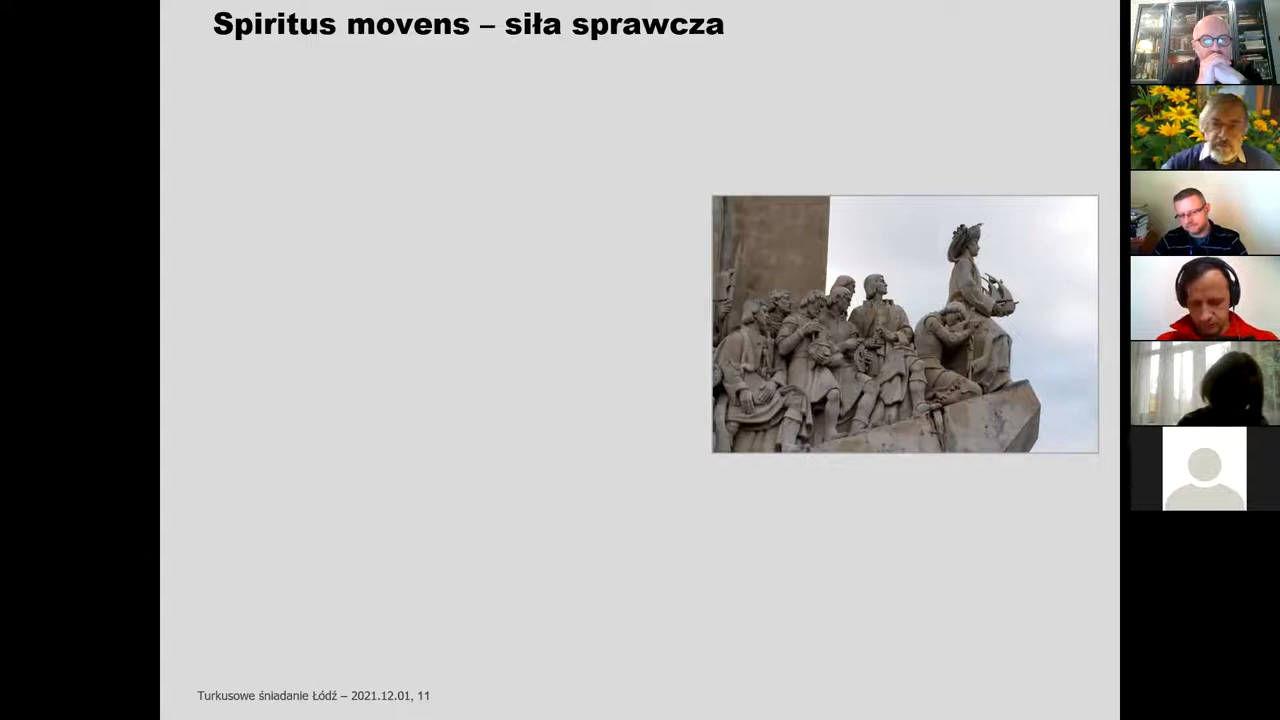 Spiritus movens – siła sprawcza
Turkusowe śniadanie Łódź – 2021.12.01, 11